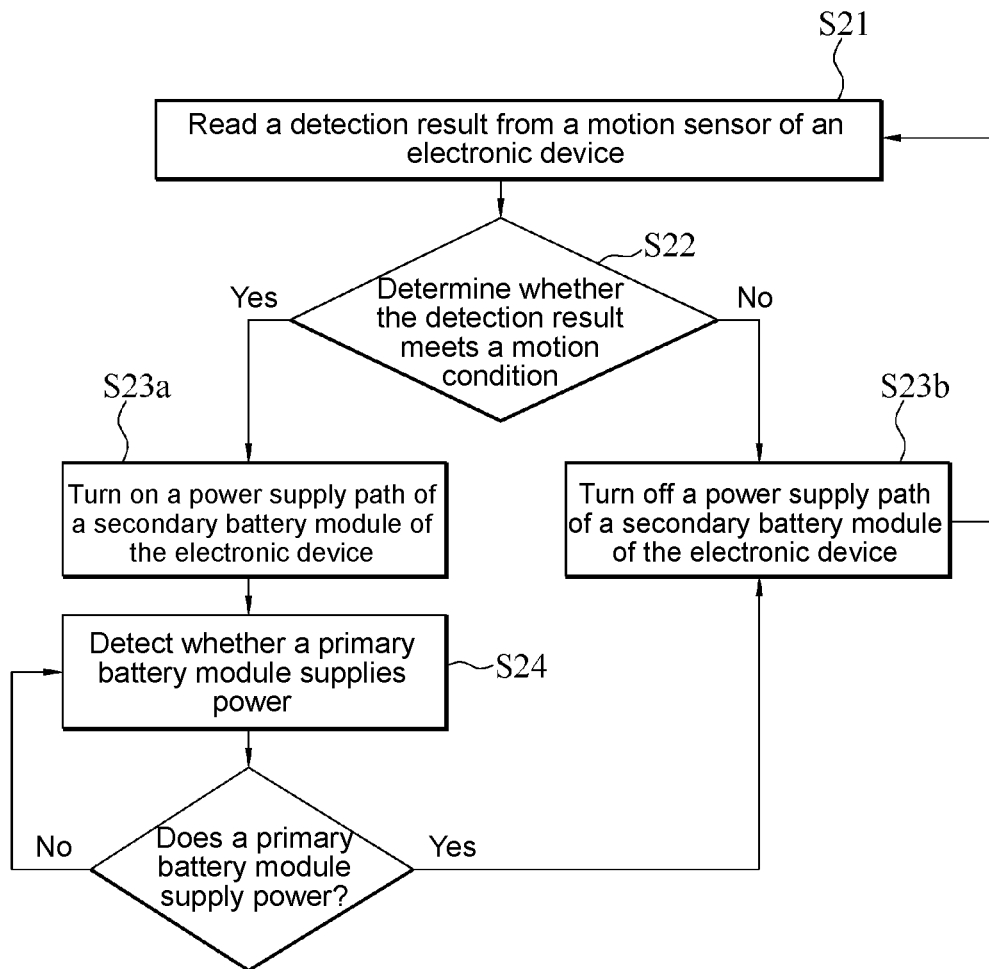 S21
Read a detection result from a motion sensor of an
electronic device
S22
Yes
Determine whether
the detection result
meets a motion
condition
No
S23a
S23b
Turn on a power supply path of
a secondary battery module of
the electronic device
Turn off a power supply path
of a secondary battery module
of the electronic device
Detect whether a primary
battery module supplies
power
S24
No
Does a primary
battery module
supply power?
Yes